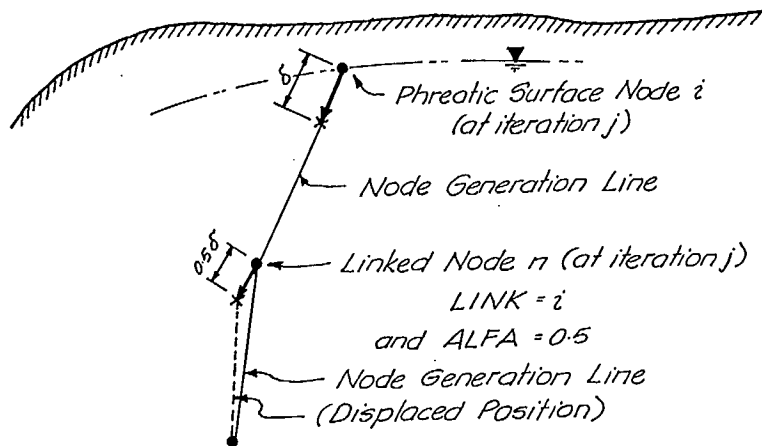 δ
Phreatic Surface Node i
(at iteration j)
Node Generation Line
0.5δ
Linked Node n (at iteration j)
LINK = i
and ALFA = 0.5
Node Generation Line
(Displaced Position)